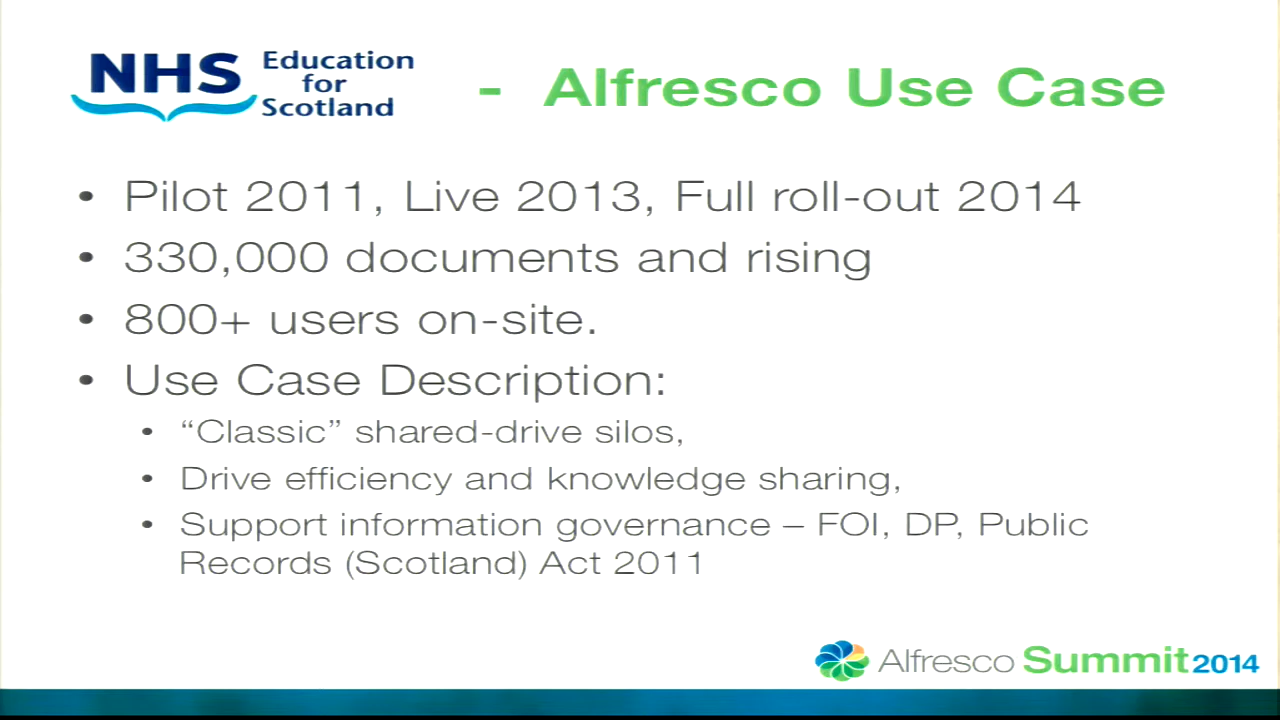 NHS Education for Scotland - Alfresco Use Case
• Pilot 2011, Live 2013, Full roll-out 2014
• 330,000 documents and rising
• 800+ users on-site.
• Use Case Description:
• “Classic” shared-drive silos,
• Drive efficiency and knowledge sharing,
• Support information governance – FOI, DP, Public
Records (Scotland) Act 2011
Alfresco Summit 2014